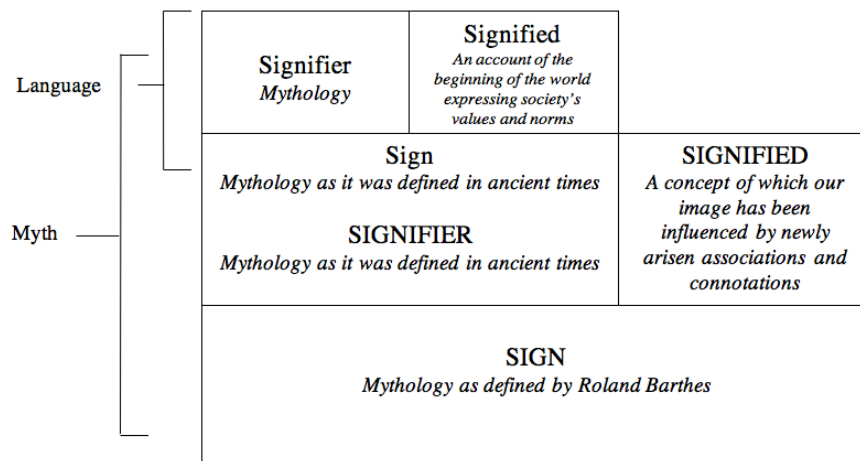 Language
Myth
Signifier
Mythology
Signified
An account of the
beginning of the world
expressing society's
values and norms
Sign
Mythology as it was defined in ancient times
SIGNIFIER
Mythology as it was defined in ancient times
SIGNIFIED
A concept of which our
image has been
influenced by newly
arisen associations and
connotations
SIGN
Mythology as defined by Roland Barthes